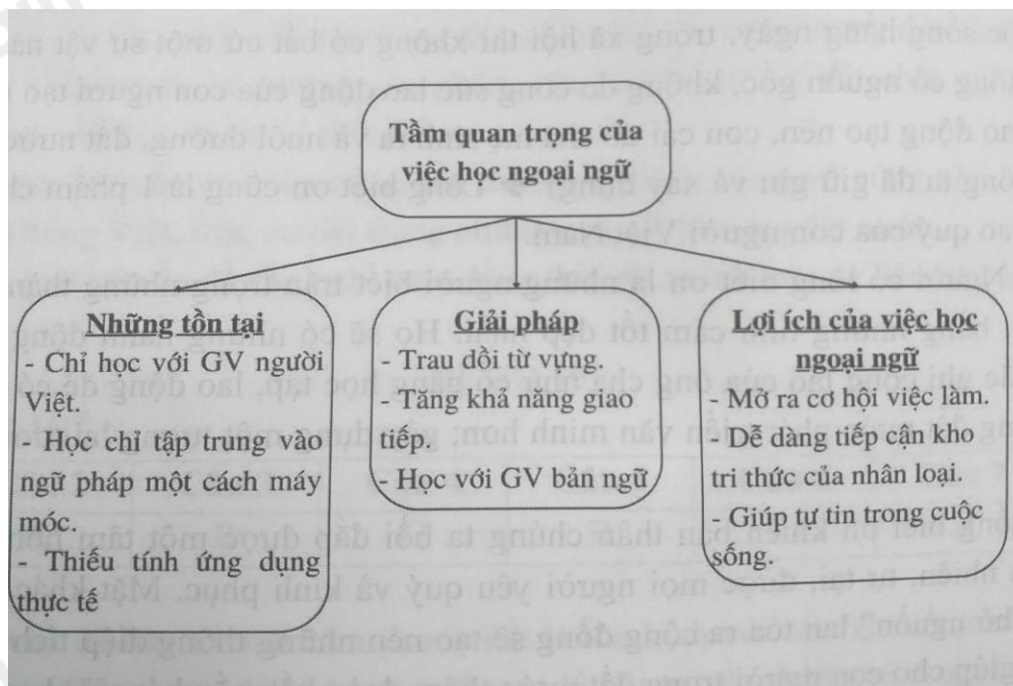 Tầm quan trọng của
việc học ngoại ngữ
Những tồn tại
- Chỉ học với GV người
Việt.
- Học chỉ tập trung vào
ngữ pháp một cách máy
móc.
- Thiếu tính ứng dụng
thực tế
Giải pháp
- Trau dồi từ vựng.
- Tăng khả năng giao
tiếp.
- Học với GV bản ngữ
Lợi ích của việc học
ngoại ngữ
- Mở ra cơ hội việc làm.
- Dễ dàng tiếp cận kho
tri thức của nhân loại.
- Giúp tự tin trong cuộc
sống.